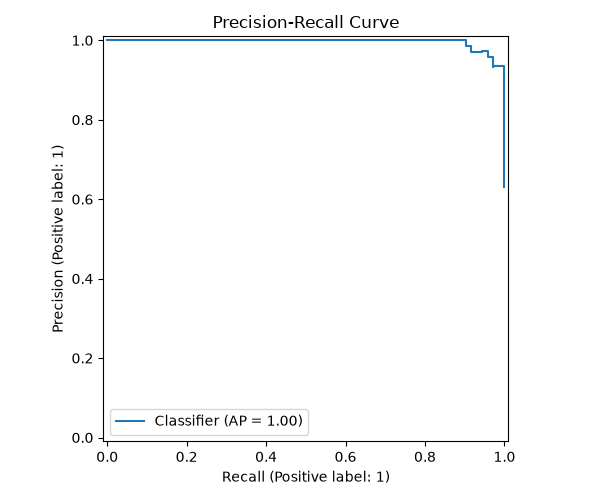 Precision-Recall Curve
1.0
0.8
0.6
0.4
0.2
0.0
Precision (Positive label: 1)
Classifier (AP = 1.00)
0.0 0.2 0.4 0.6 0.8 1.0
Recall (Positive label: 1)